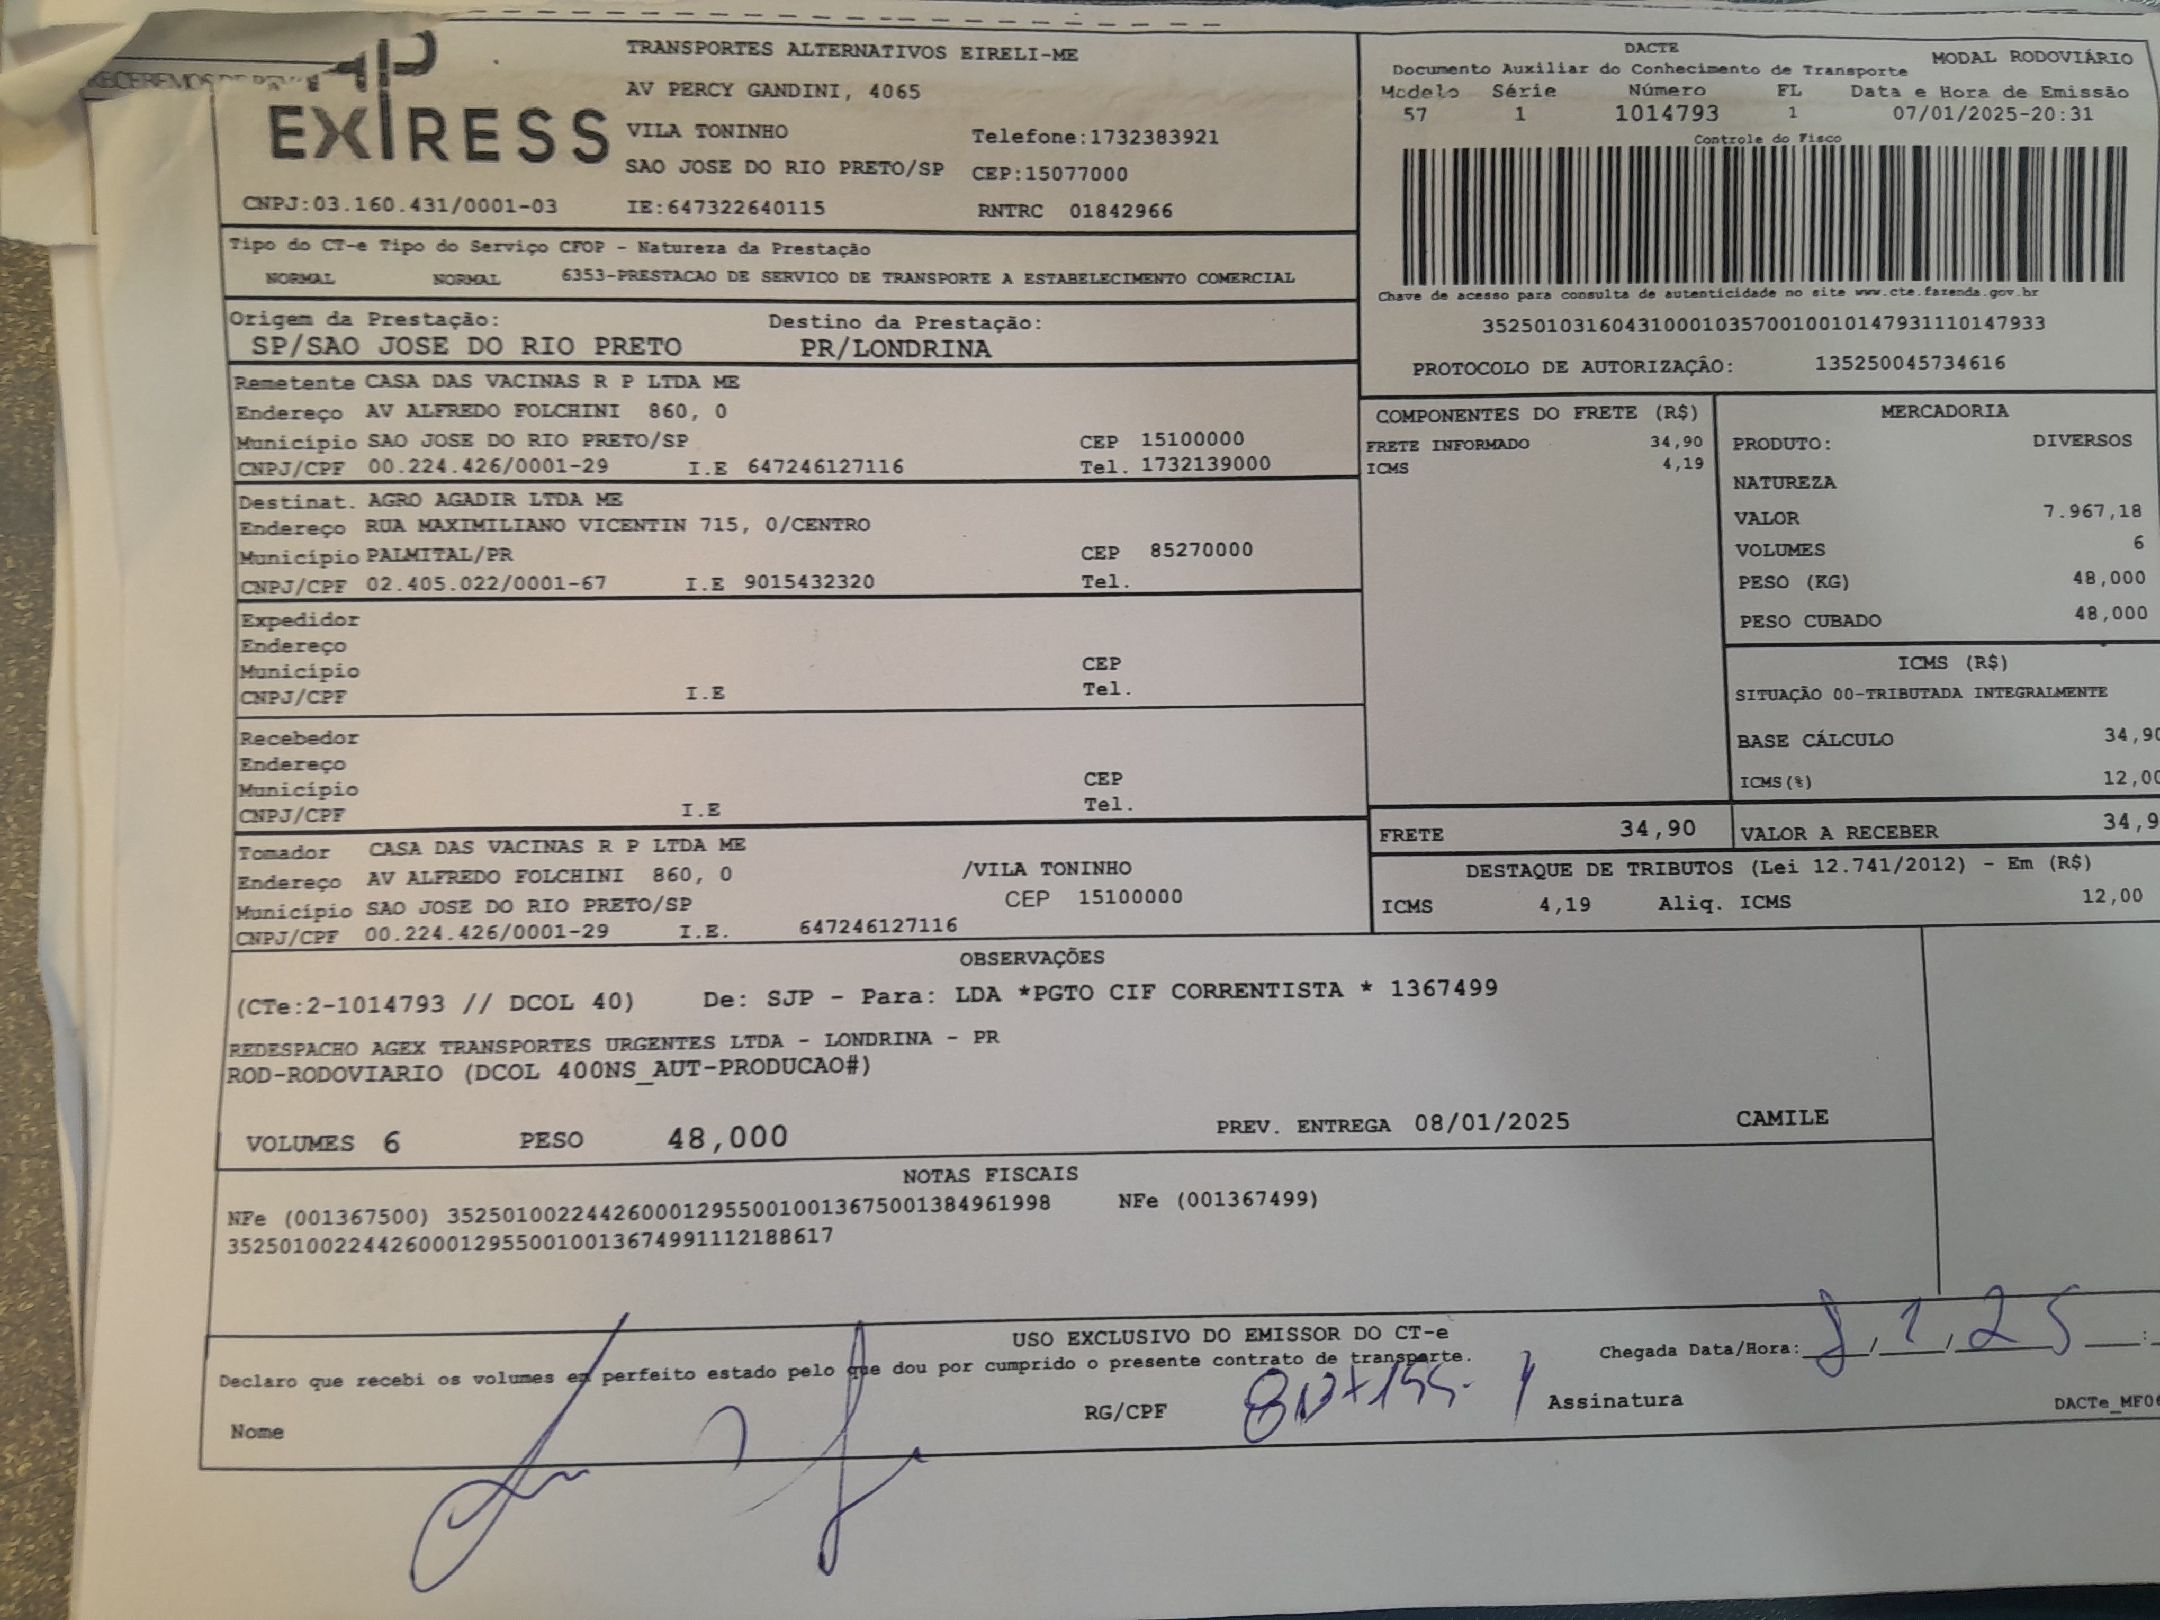 RECEBEMOS DE
EXPRESS
TRANSPORTES ALTERNATIVOS EIRELI-ME
AV PERCY GANDINI, 4065
VILA TONINHO Telefone:1732383921
SAO JOSE DO RIO PRETO/SP CEP:15077000
CNPJ:03.160.431/0001-03 IE:647322640115 RNTRC 01842966
DACTE MODAL RODOVIÁRIO
Documento Auxiliar do Conhecimento de Transporte
Modelo Série Número FL Data e Hora de Emissão
57 1 1014793 1 07/01/2025-20:31
Controle do Fisco
Chave de acesso para consulta de autenticidade no site www.cte.fazenda.gov.br
35250103160431000103570010010147931110147933
PROTOCOLO DE AUTORIZAÇÃO: 135250045734616
Tipo do CT-e Tipo do Serviço CFOP - Natureza da Prestação
NORMAL NORMAL 6353-PRESTACAO DE SERVICO DE TRANSPORTE A ESTABELECIMENTO COMERCIAL
Origem da Prestação: Destino da Prestação:
SP/SAO JOSE DO RIO PRETO PR/LONDRINA
Remetente CASA DAS VACINAS R P LTDA ME
Endereço AV ALFREDO FOLCHINI 860, 0
Município SAO JOSE DO RIO PRETO/SP CEP 15100000
CNPJ/CPF 00.224.426/0001-29 I.E 647246127116 Tel. 1732139000
Destinat. AGRO AGADIR LTDA ME
Endereço RUA MAXIMILIANO VICENTIN 715, 0/CENTRO
Município PALMITAL/PR CEP 85270000
CNPJ/CPF 02.405.022/0001-67 I.E 9015432320 Tel.
Expedidor
Endereço
Município CEP
CNPJ/CPF I.E Tel.
Recebedor
Endereço
Município CEP
CNPJ/CPF I.E Tel.
Tomador CASA DAS VACINAS R P LTDA ME
Endereço AV ALFREDO FOLCHINI 860, 0 /VILA TONINHO
Município SAO JOSE DO RIO PRETO/SP CEP 15100000
CNPJ/CPF 00.224.426/0001-29 I.E. 647246127116
COMPONENTES DO FRETE (R$)
FRETE INFORMADO 34,90
ICMS 4,19
MERCADORIA
PRODUTO: DIVERSOS
NATUREZA
VALOR 7.967,18
VOLUMES 6
PESO (KG) 48,000
PESO CUBADO 48,000
ICMS (R$)
SITUAÇÃO 00-TRIBUTADA INTEGRALMENTE
BASE CÁLCULO 34,90
ICMS(%) 12,00
FRETE 34,90 VALOR A RECEBER 34,9
DESTAQUE DE TRIBUTOS (Lei 12.741/2012) - Em (R$)
ICMS 4,19 Aliq. ICMS 12,00
OBSERVAÇÕES
(CTe:2-1014793 // DCOL 40) De: SJP - Para: LDA *PGTO CIF CORRENTISTA * 1367499
REDESPACHO AGEX TRANSPORTES URGENTES LTDA - LONDRINA - PR
ROD-RODOVIARIO (DCOL 400NS_AUT-PRODUCAO#)
VOLUMES 6 PESO 48,000 PREV. ENTREGA 08/01/2025 CAMILE
NOTAS FISCAIS
NFe (001367500) 35250100224426000129550010013675001384961998 NFe (001367499)
35250100224426000129550010013674991112188617
USO EXCLUSIVO DO EMISSOR DO CT-e
Declaro que recebi os volumes em perfeito estado pelo que dou por cumprido o presente contrato de transporte.
Chegada Data/Hora: 8/1/25 :
Nome RG/CPF Assinatura DACTe_MF06